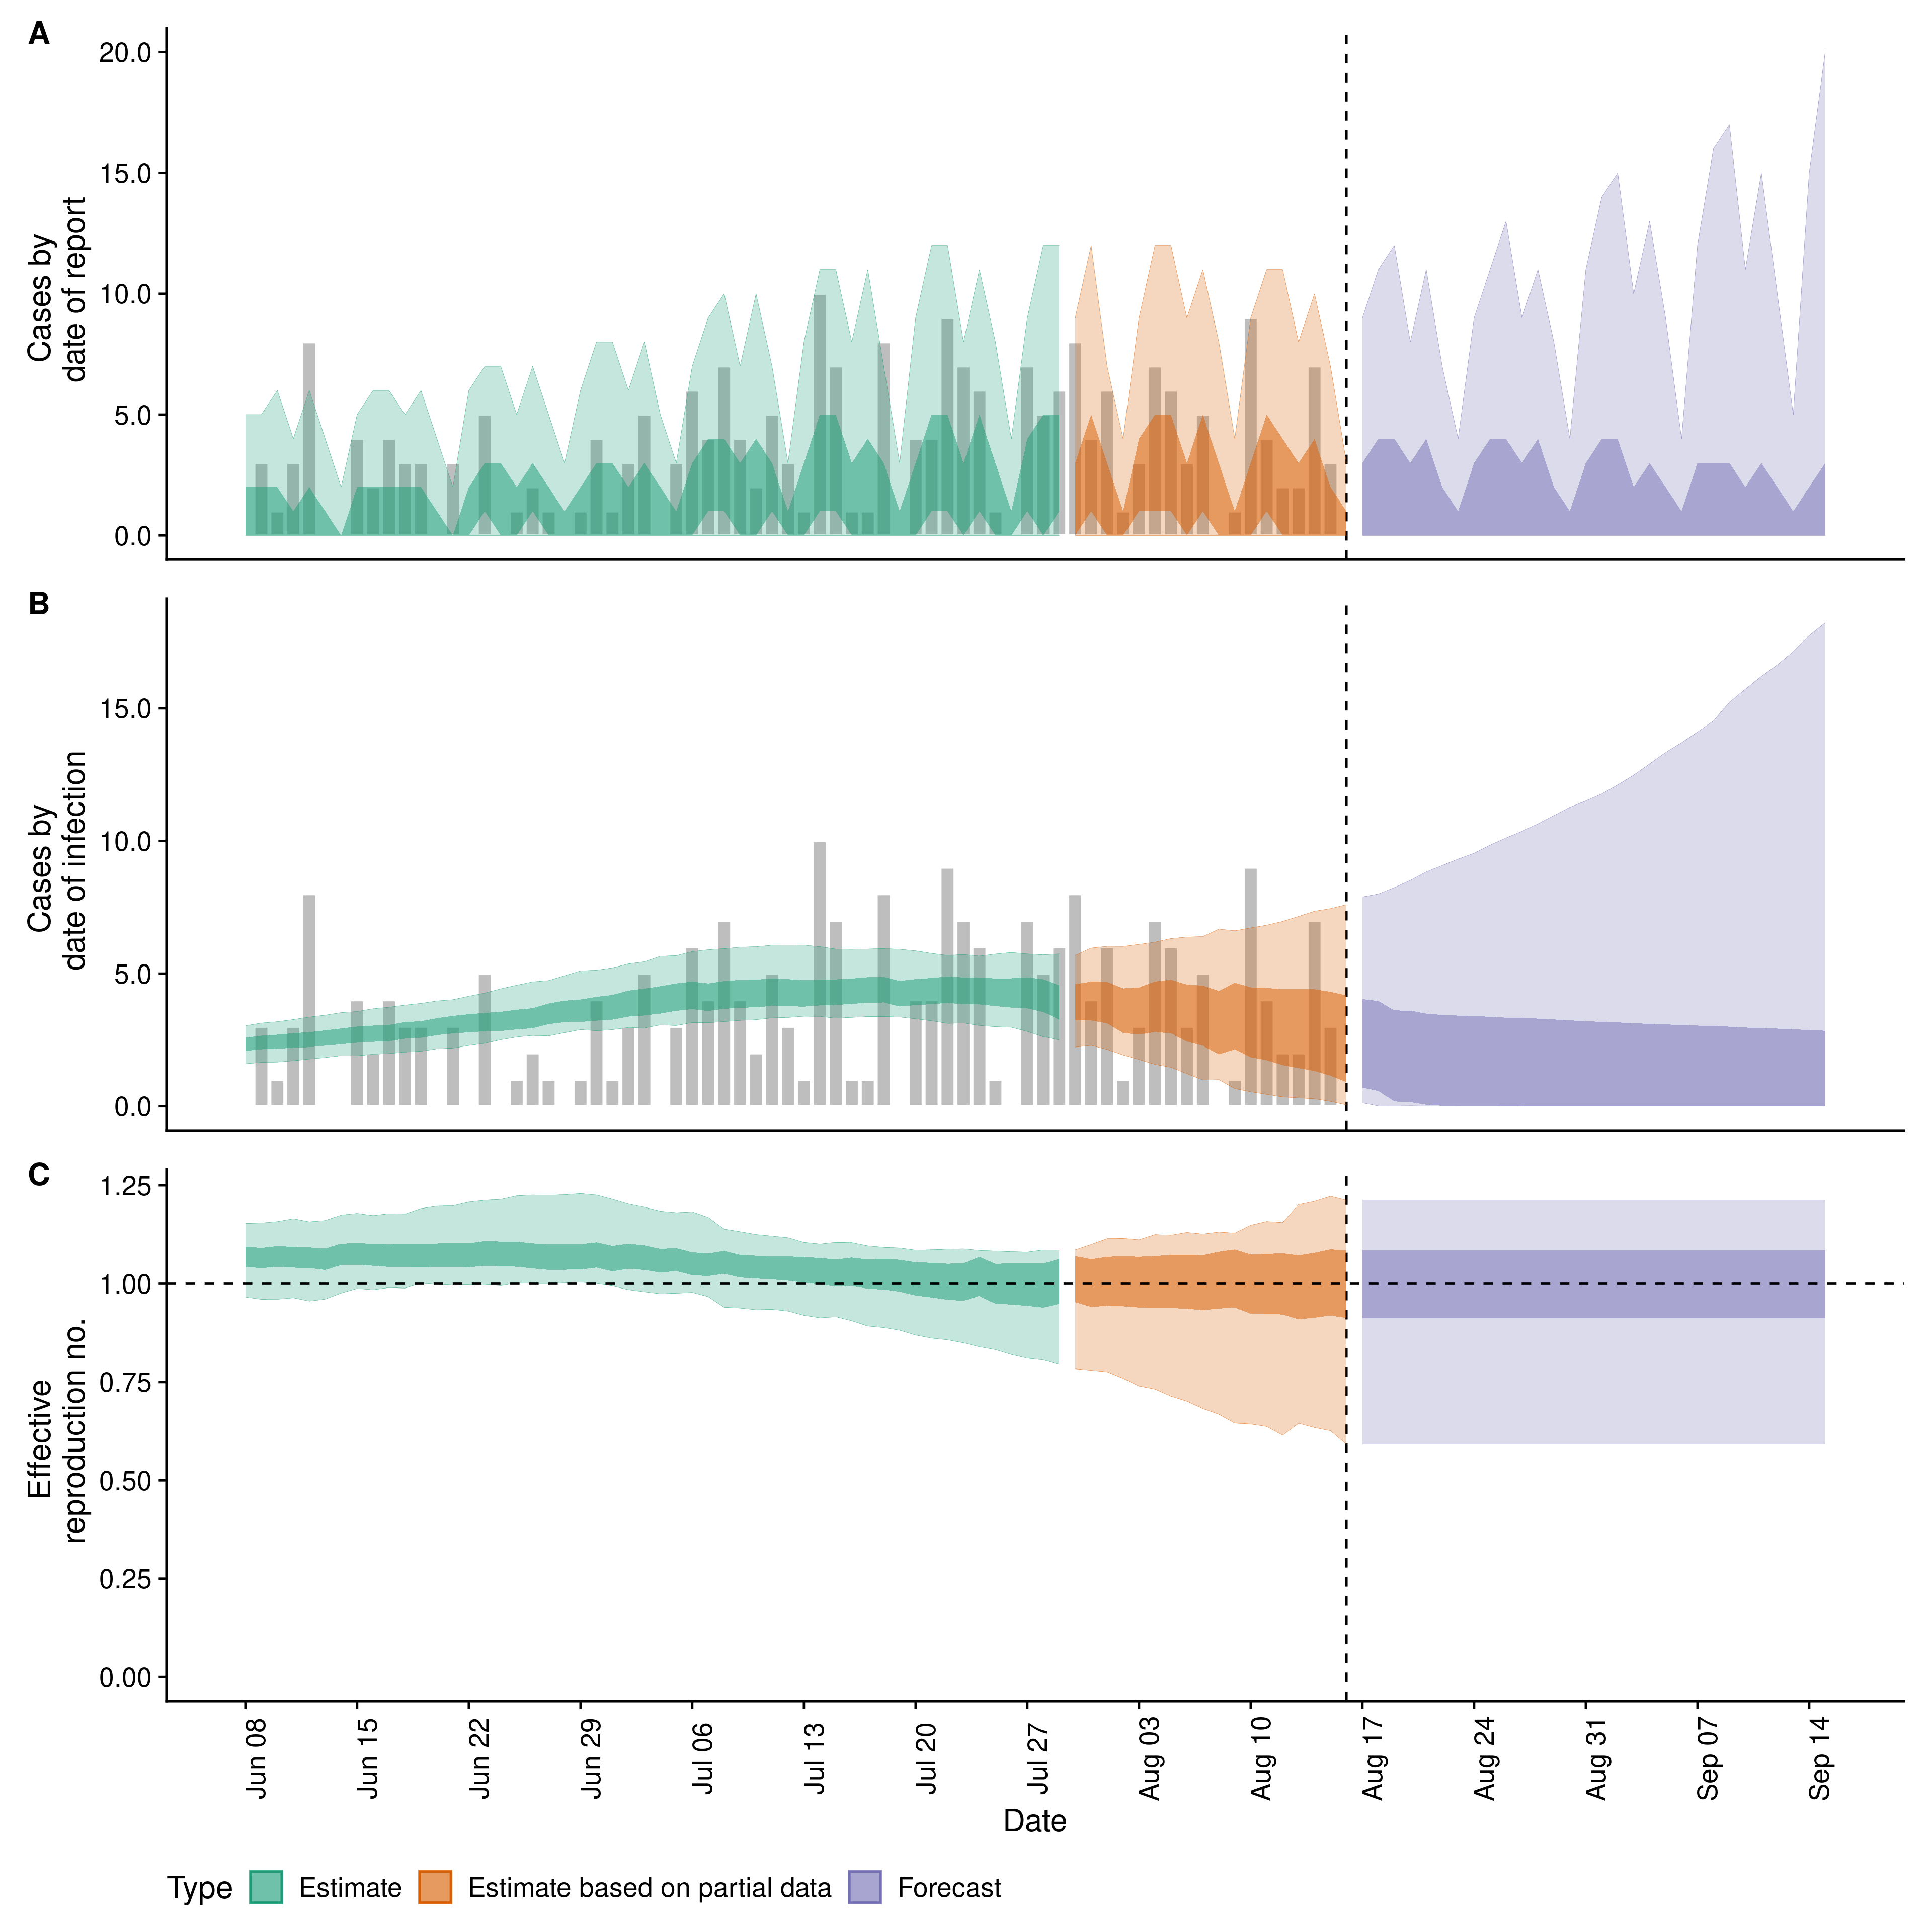 A
20.0
15.0
10.0
5.0
0.0
Cases by
date of report
B
15.0
10.0
5.0
0.0
Cases by
date of infection
C
1.25
1.00
0.75
0.50
0.25
0.00
Effective
reproduction no.
Jun 08
Jun 15
Jun 22
Jun 29
Jul 06
Jul 13
Jul 20
Jul 27
Aug 03
Aug 10
Aug 17
Aug 24
Aug 31
Sep 07
Sep 14
Date
Type Estimate Estimate based on partial data Forecast